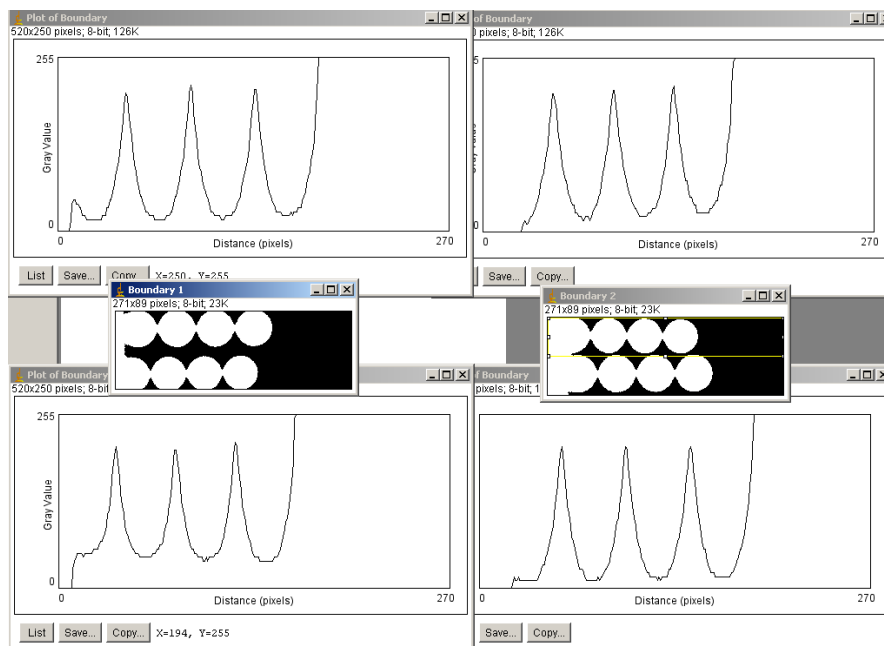 Plot of Boundary
520x250 pixels; 8-bit; 126K
255
Gray Value
0
0
Distance (pixels)
270
List Save... Copy... X=250, Y=255
of Boundary
pixels; 8-bit; 126K
0
0
Distance (pixels)
270
Copy...
Boundary 1
271x89 pixels; 8-bit; 23K
Boundary 2
271x89 pixels; 8-bit; 23K
Plot of Boundary
520x250 pixels; 8-bit
255
Gray Value
0
0
Distance (pixels)
270
List Save... Copy... X=194, Y=255
of Boundary
pixels; 8-bit; 1
0
Distance (pixels)
270
Save... Copy...